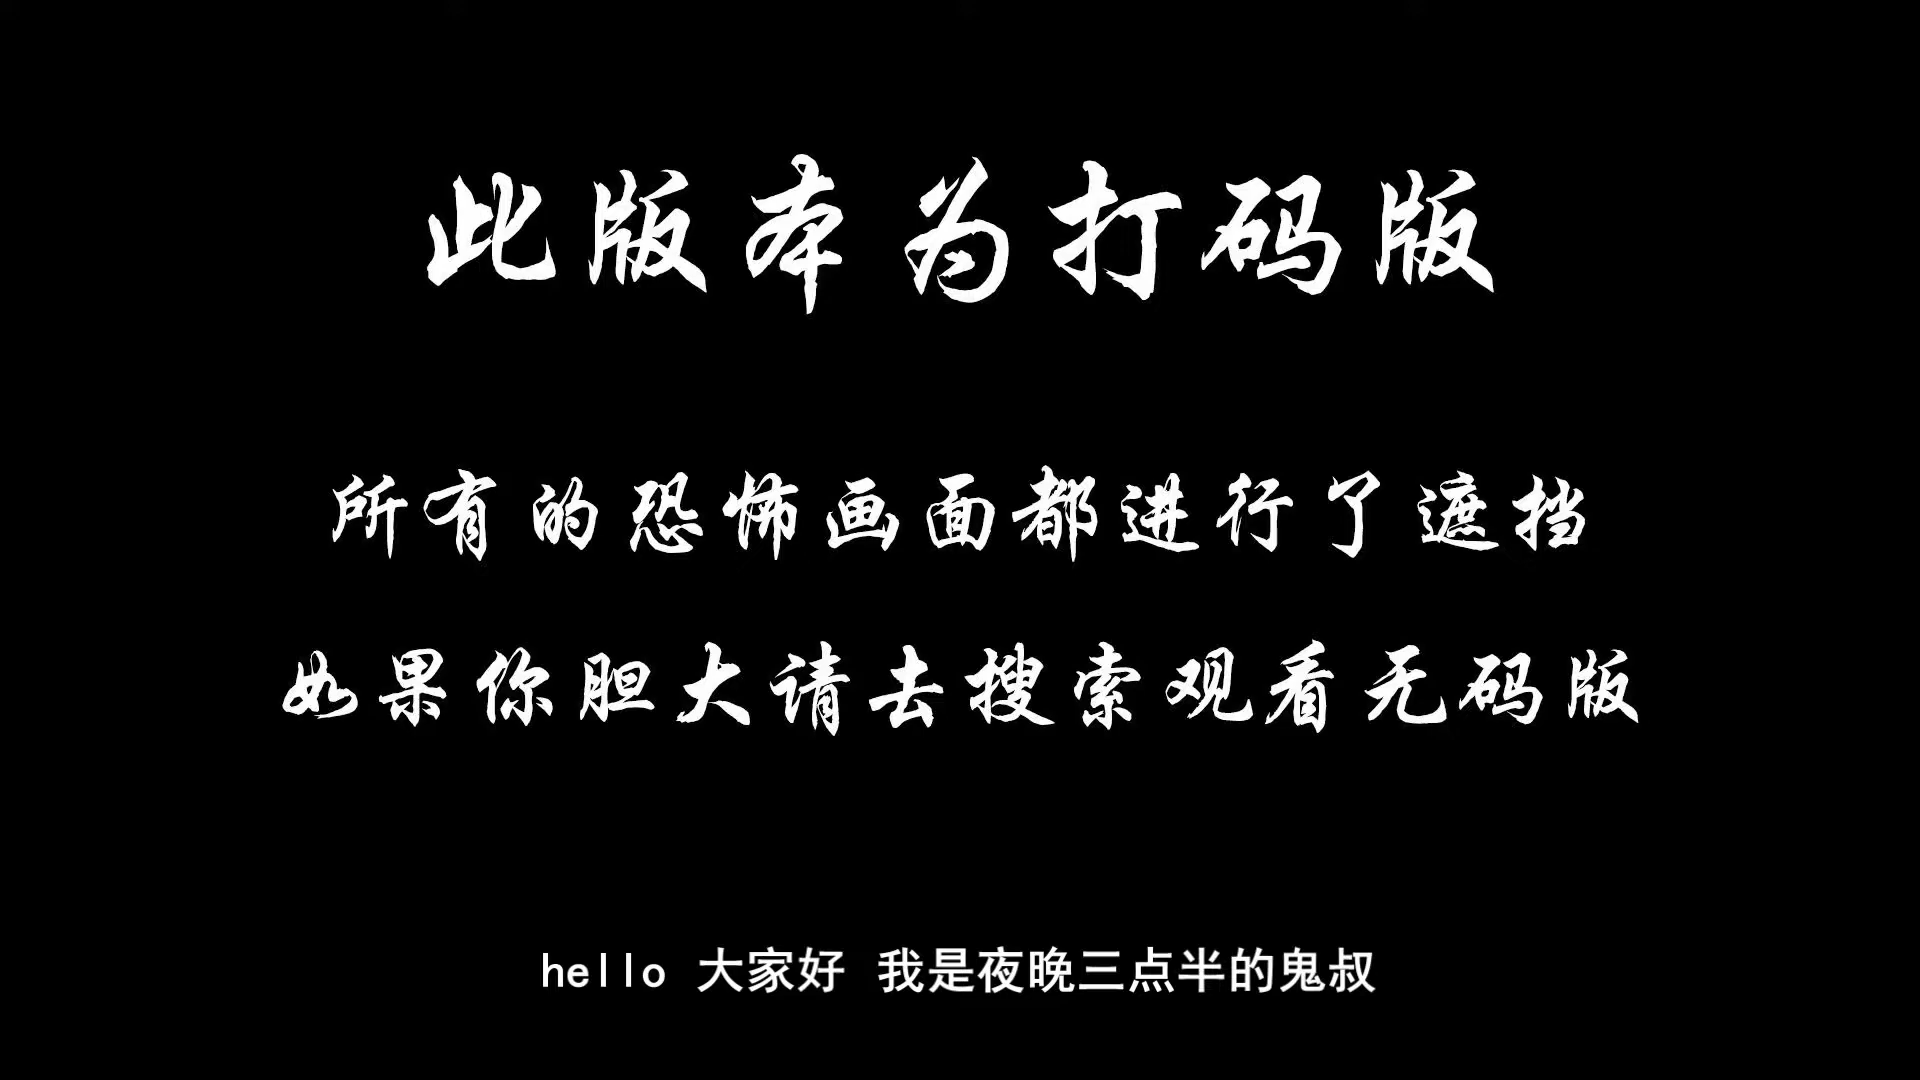 此版本为打码版
所有的恐怖画面都进行了遮挡
如果你胆大请去搜索观看无码版
hello 大家好 我是夜晚三点半的鬼叔